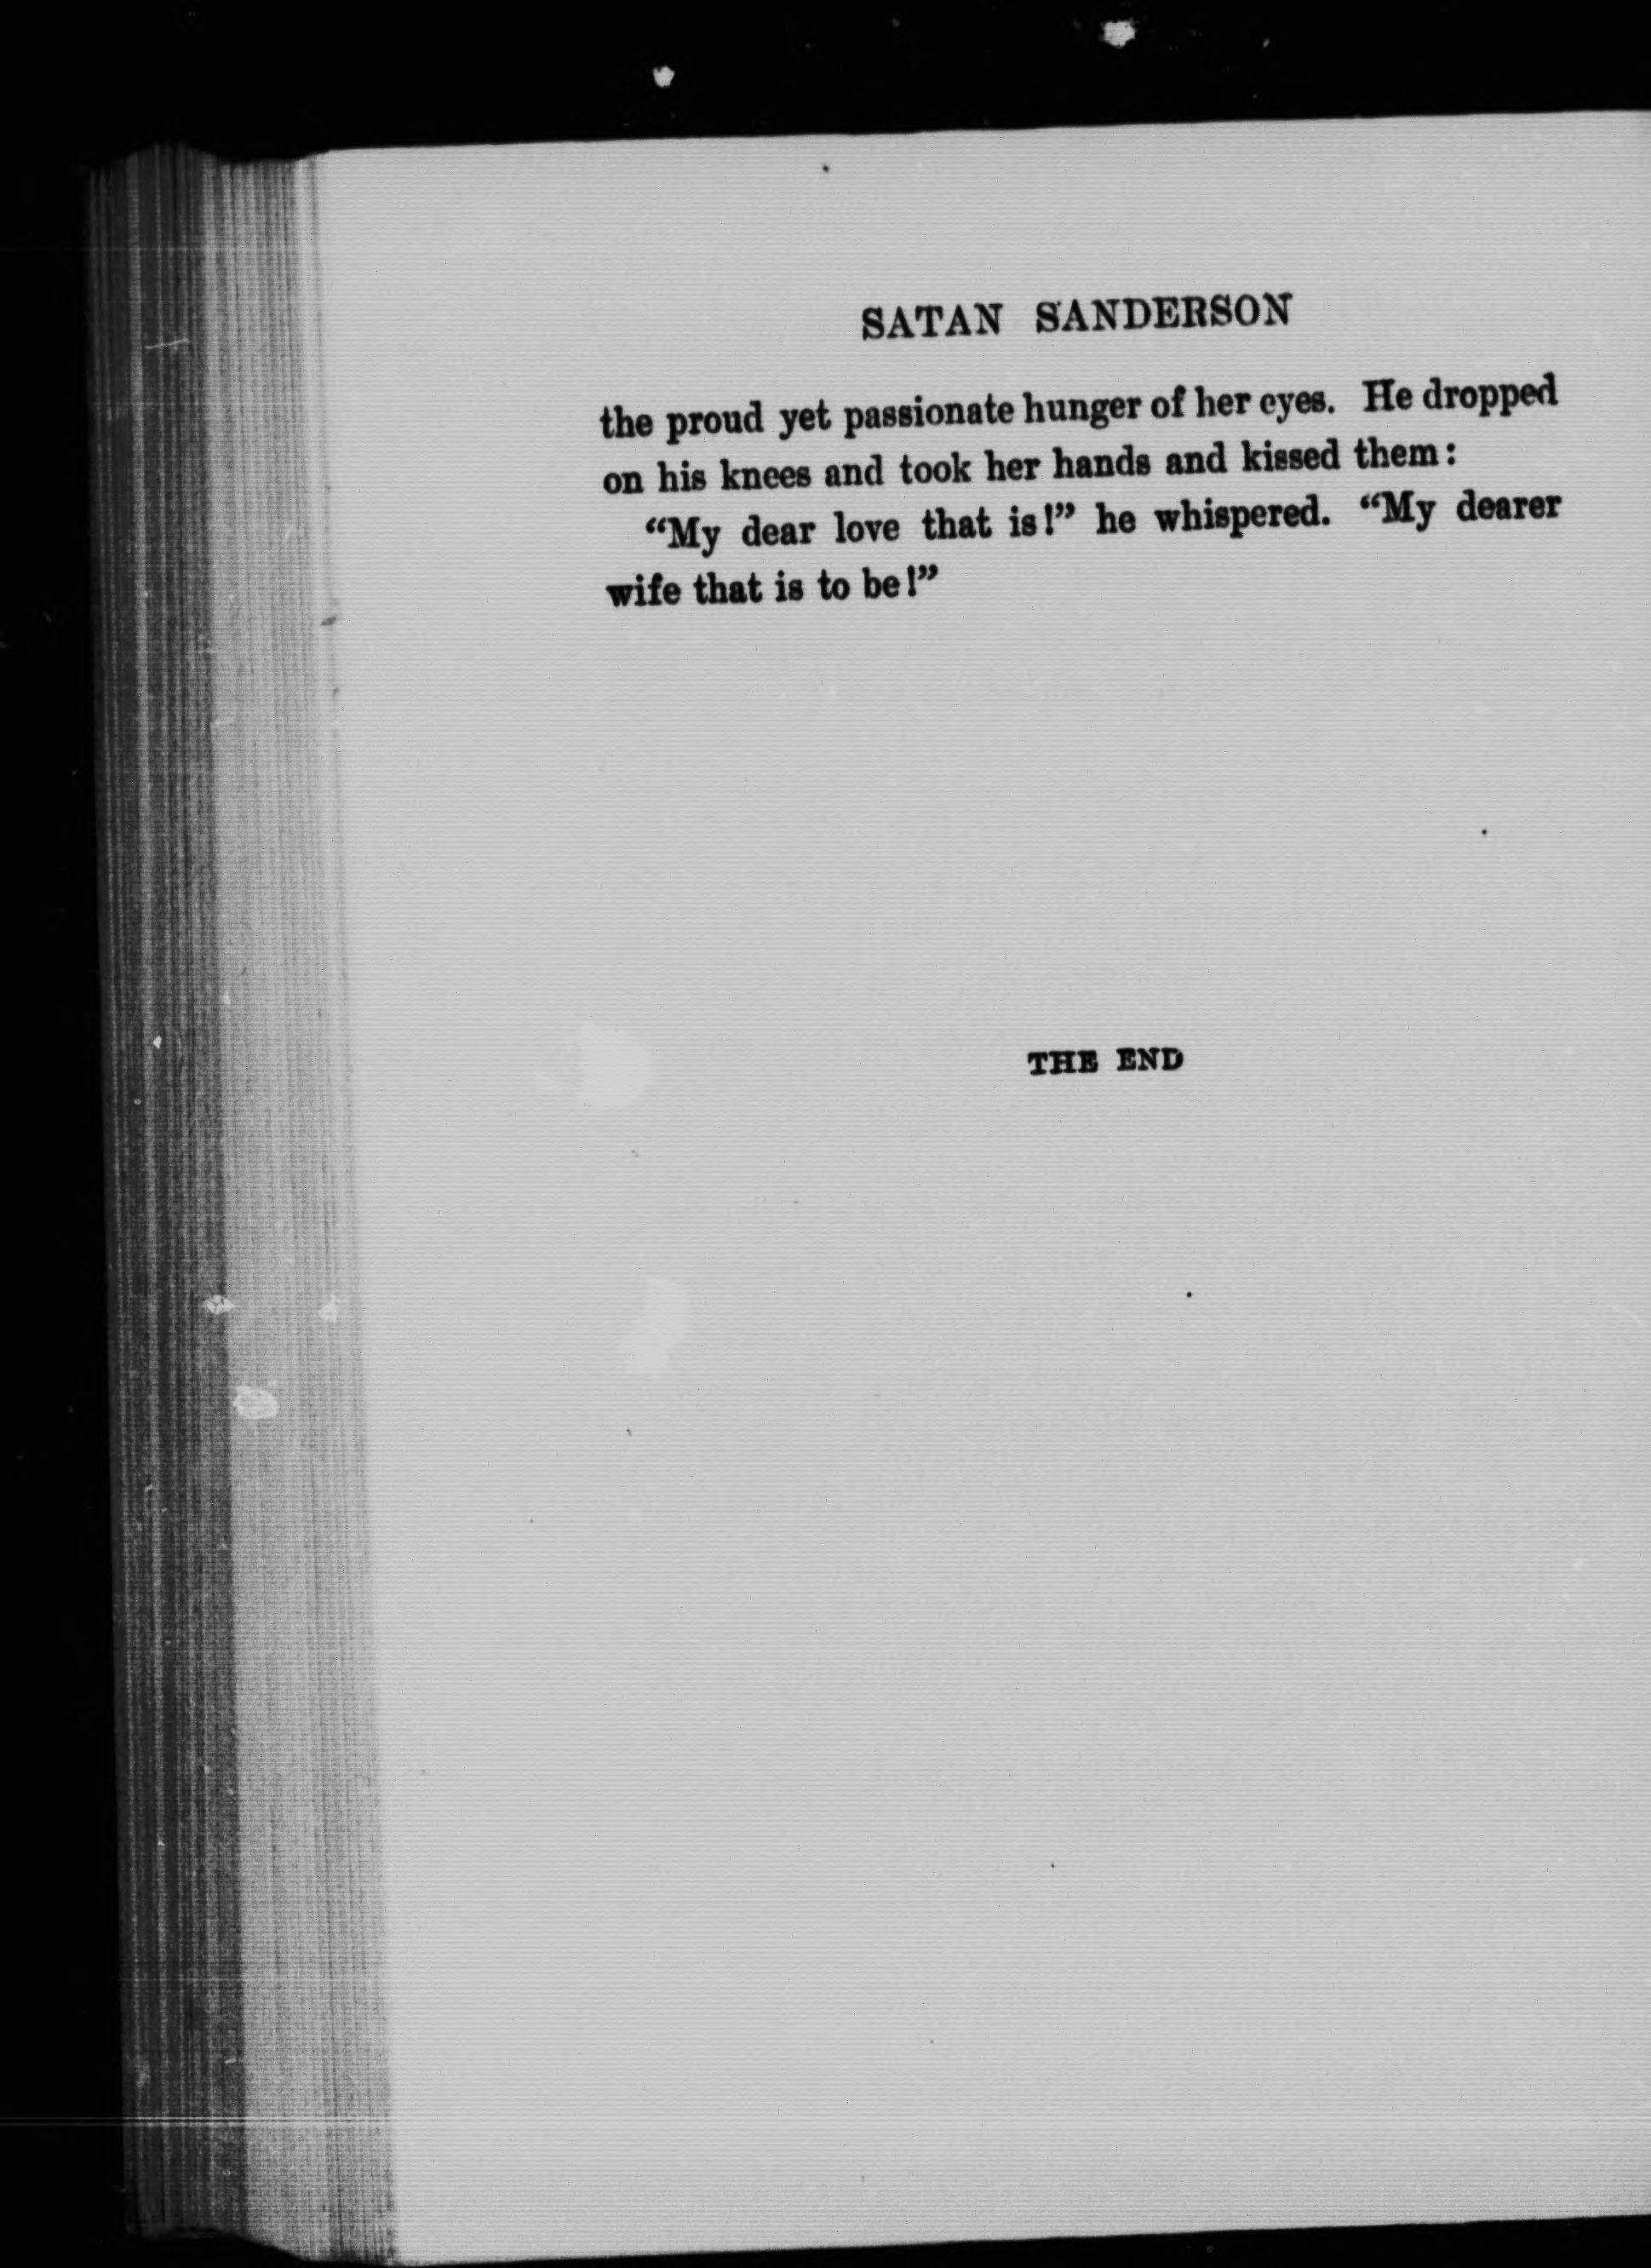 SATAN SANDERSON
the proud yet passionate hunger of her eyes. He dropped
on his knees and took her hands and kissed them:
“My dear love that is!” he whispered. “My dearer
wife that is to be!”
THE END